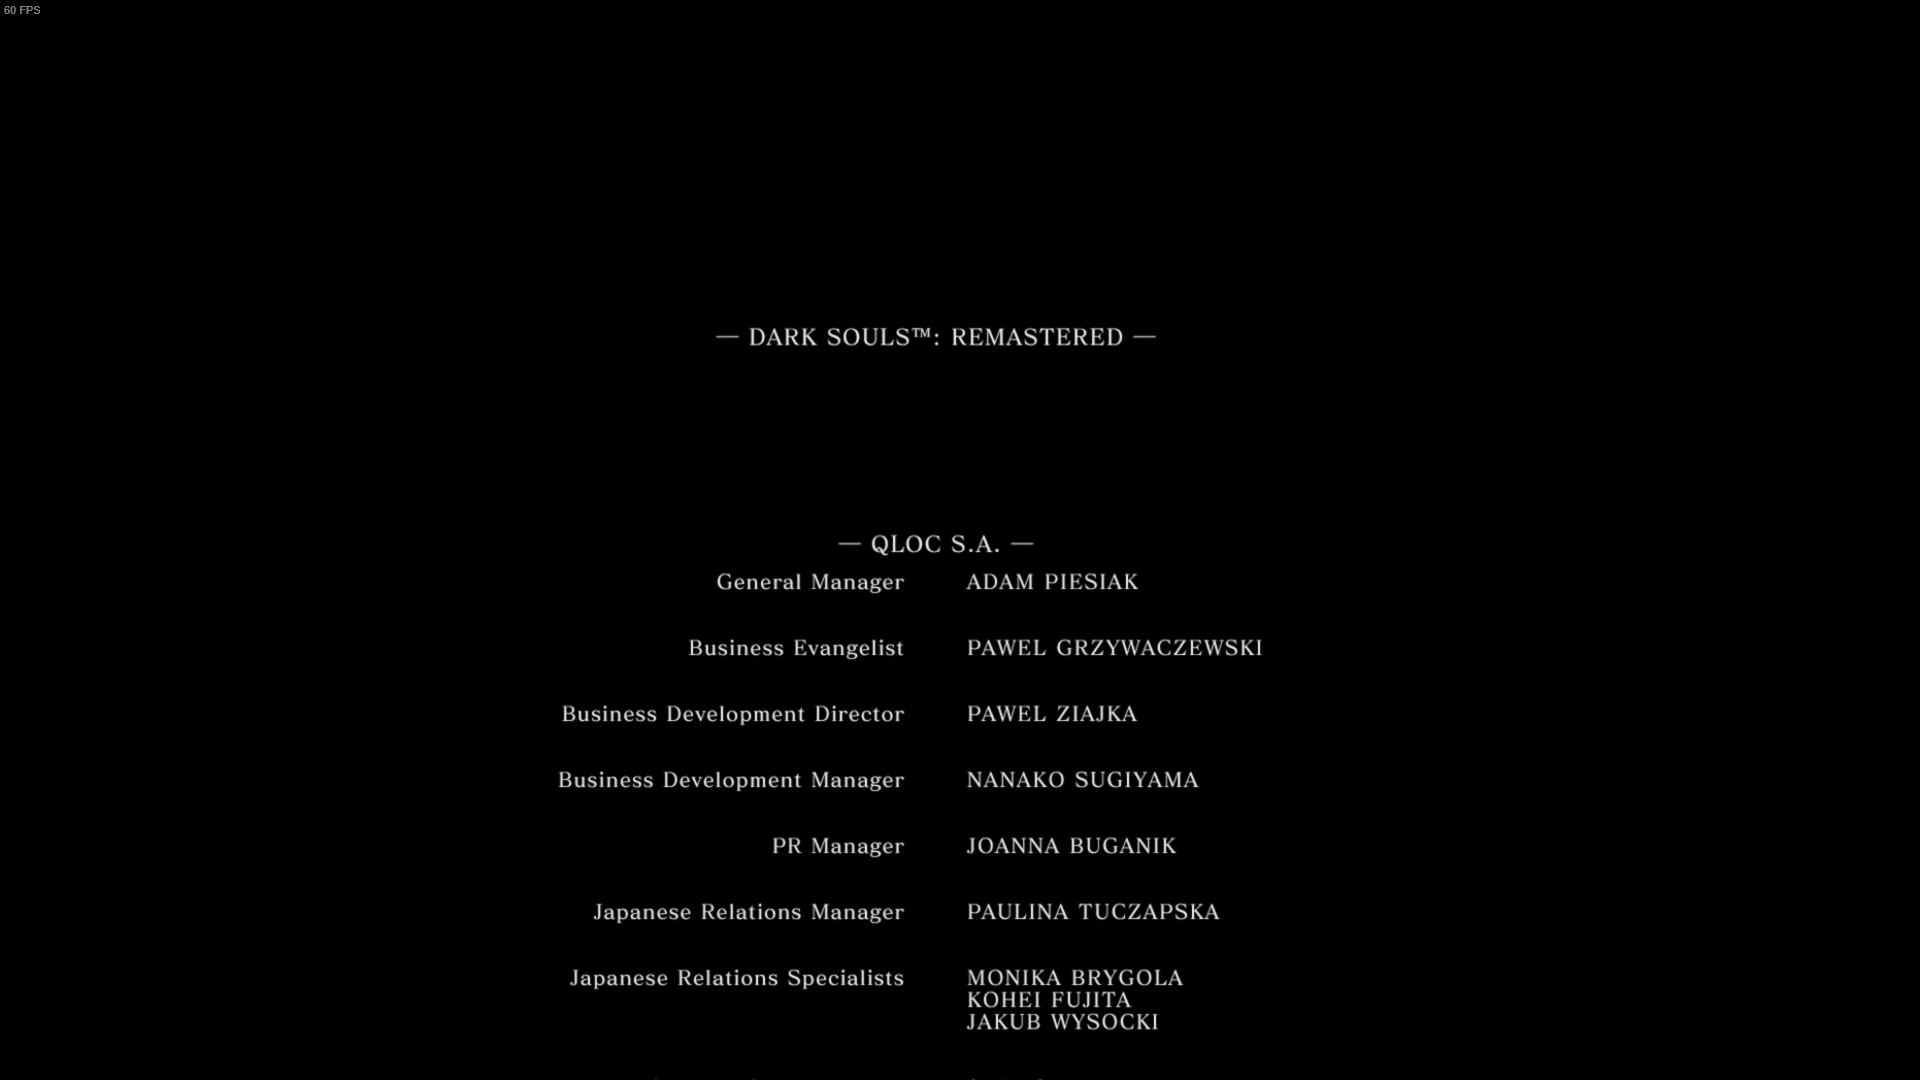 60 FPS
— DARK SOULS™: REMASTERED —
— QLOC S.A. —
General Manager ADAM PIESIAK
Business Evangelist PAWEL GRZYWACZEWSKI
Business Development Director PAWEL ZIAJKA
Business Development Manager NANAKO SUGIYAMA
PR Manager JOANNA BUGANIK
Japanese Relations Manager PAULINA TUCZAPSKA
Japanese Relations Specialists MONIKA BRYGOLA
KOHEI FUJITA
JAKUB WYSOCKI